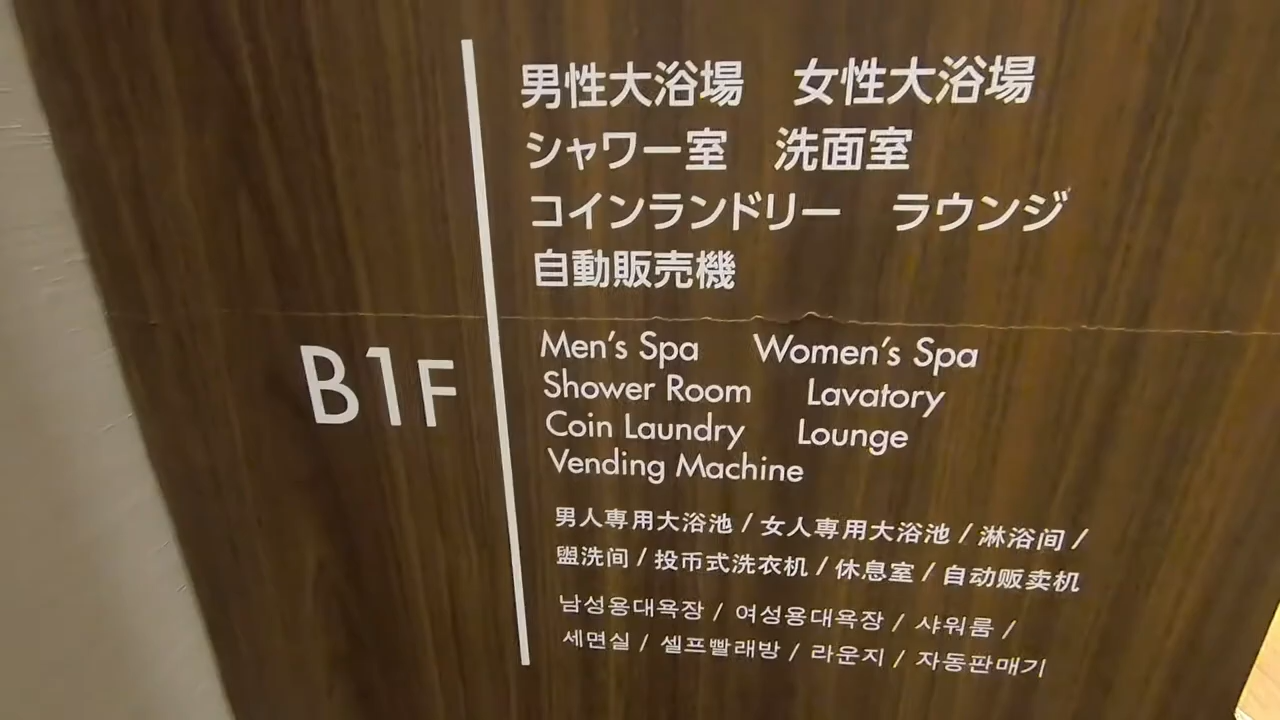 男性大浴場 女性大浴場
シャワー室 洗面室
コインランドリー ラウンジ
自動販売機
B1F
Men's Spa Women's Spa
Shower Room Lavatory
Coin Laundry Lounge
Vending Machine
男人専用大浴池 / 女人専用大浴池 / 淋浴间 /
盥洗间 / 投币式洗衣机 / 休息室 / 自动贩卖机
남성용대욕장 / 여성용대욕장 / 샤워룸 /
세면실 / 셀프빨래방 / 라운지 / 자동판매기